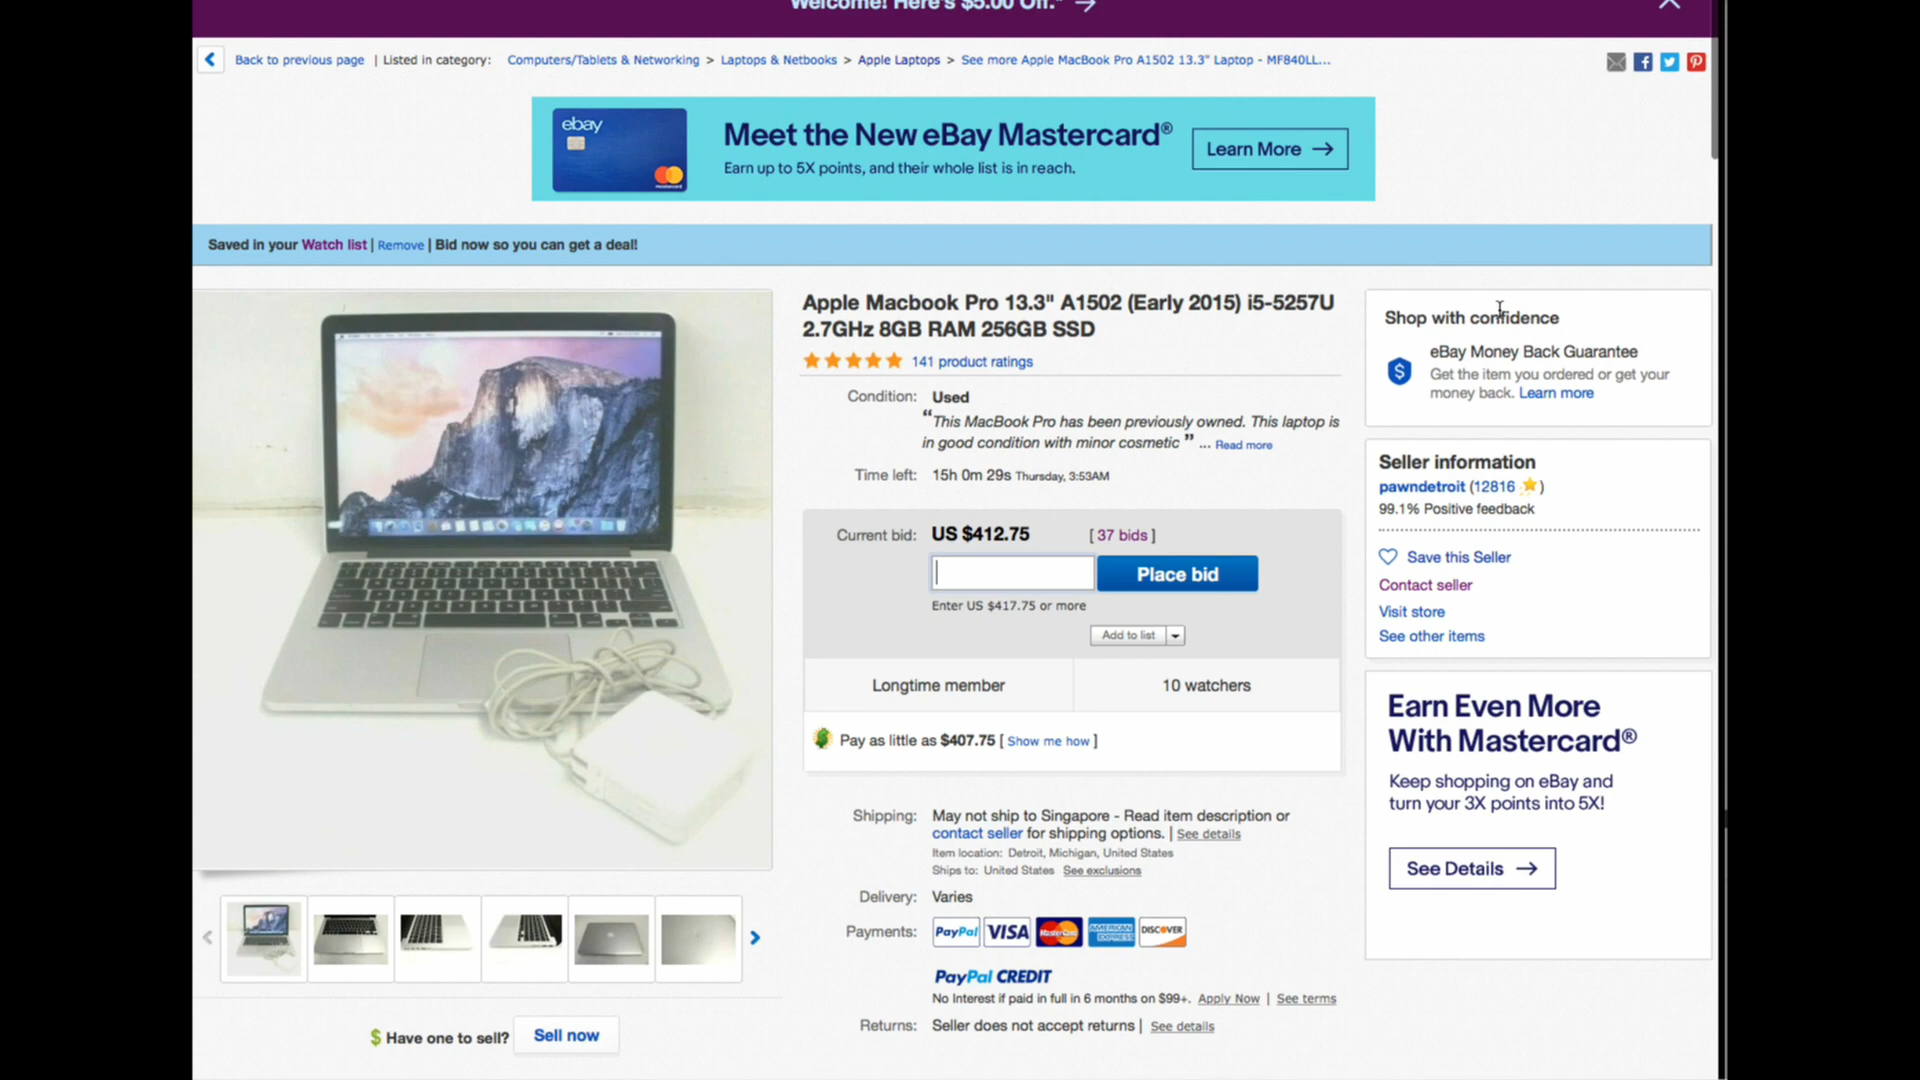 Welcome! Here's $5.00 Off.* →
Back to previous page | Listed in category: Computers/Tablets & Networking > Laptops & Netbooks > Apple Laptops > See more Apple MacBook Pro A1502 13.3" Laptop - MF840LL...
ebay
Meet the New eBay Mastercard®
Earn up to 5X points, and their whole list is in reach.
Learn More →
Saved in your Watch list | Remove | Bid now so you can get a deal!
Apple Macbook Pro 13.3" A1502 (Early 2015) i5-5257U
2.7GHz 8GB RAM 256GB SSD
141 product ratings
Condition: Used
“This MacBook Pro has been previously owned. This laptop is
in good condition with minor cosmetic ” ... Read more
Time left: 15h 0m 29s Thursday, 3:53AM
Current bid: US $412.75 [ 37 bids ]
Place bid
Enter US $417.75 or more
Add to list
Longtime member 10 watchers
Pay as little as $407.75 [ Show me how ]
Shipping: May not ship to Singapore - Read item description or
contact seller for shipping options. | See details
Item location: Detroit, Michigan, United States
Ships to: United States See exclusions
Delivery: Varies
Payments: PayPal VISA MasterCard AMERICAN EXPRESS DISCOVER
PayPal CREDIT
No Interest if paid in full in 6 months on $99+. Apply Now | See terms
Returns: Seller does not accept returns | See details
$ Have one to sell? Sell now
Shop with confidence
eBay Money Back Guarantee
Get the item you ordered or get your
money back. Learn more
Seller information
pawndetroit (12816 )
99.1% Positive feedback
Save this Seller
Contact seller
Visit store
See other items
Earn Even More
With Mastercard®
Keep shopping on eBay and
turn your 3X points into 5X!
See Details →